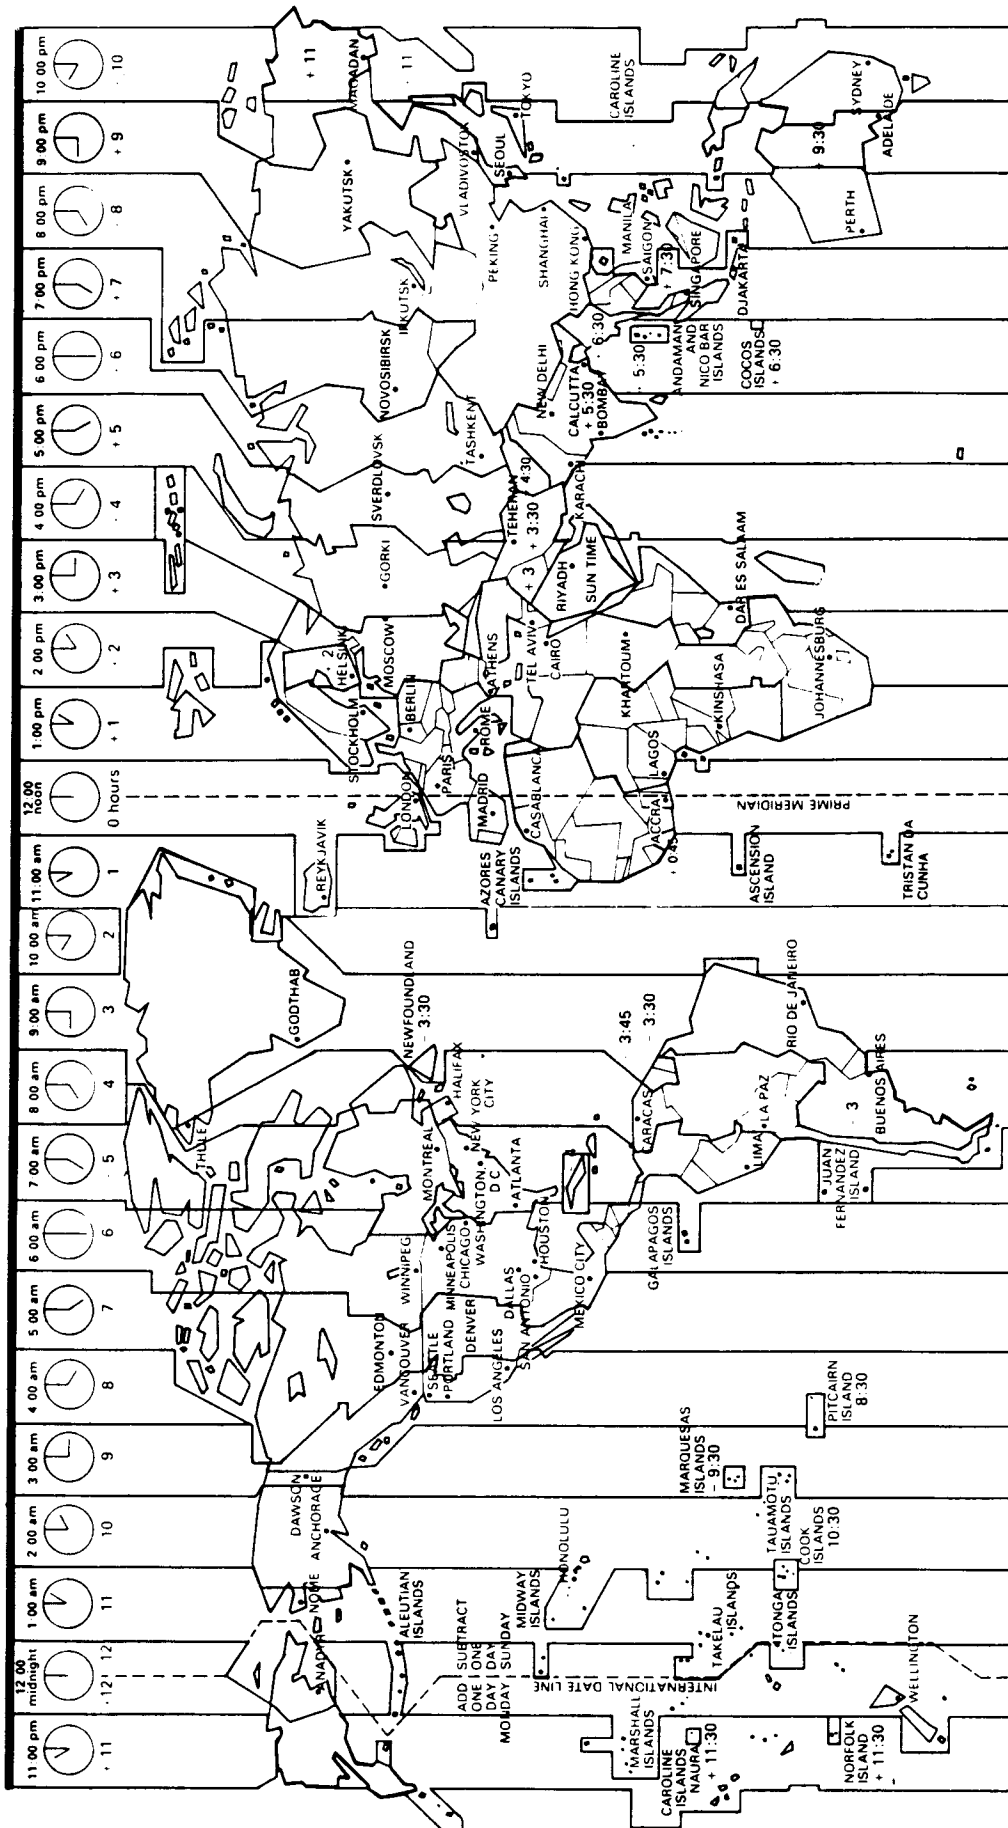 11:00 pm
12:00 midnight
1:00 am
2 00 am
3 00 am
4 00 am
5 00 am
6 00 am
7 00 am
8 00 am
9:00 am
10 00 am
11:00 am
12:00 noon
1:00 pm
2 00 pm
3.00 pm
4 00 pm
5:00 pm
6 00 pm
7:00 pm
8 00 pm
9:00 pm
10 00 pm
+ 11
- 12
12
11
10
9
8
7
6
5
4
3
2
1
0 hours
+ 1
2
+ 3
4
+ 5
6
+ 7
8
+ 9
10
ANADYR
NOME
ALEUTIAN
ISLANDS
DAWSON
ANCHORAGE
EDMONTON
VANCOUVER
WINNIPEG
SEATTLE
PORTLAND
MINNEAPOLIS
DENVER
CHICAGO
LOS ANGELES
SAN ANTONIO
DALLAS
HOUSTON
WASHINGTON
D C
ATLANTA
MONTREAL
NEW YORK
CITY
HALIFAX
NEWFOUNDLAND
- 3:30
THULE
GODTHAB
REYKJAVIK
MEXICO CITY
ADD
ONE
DAY
MONDAY
SUBTRACT
ONE
DAY
SUNDAY
INTERNATIONAL DATE LINE
MIDWAY
ISLANDS
HONOLULU
MARSHALL
ISLANDS
CAROLINE
ISLANDS
NAURA
+ 11:30
NORFOLK
ISLAND
+ 11:30
WELLINGTON
TAKELAU
ISLANDS
TONGA
ISLANDS
COOK
ISLANDS
10:30
TAUAMOTU
ISLANDS
MARQUESAS
ISLANDS
- 9:30
PITCAIRN
ISLAND
8:30
GALAPAGOS
ISLANDS
JUAN
FERNANDEZ
ISLAND
LIMA
LA PAZ
CARACAS
3:45
- 3:30
RIO DE JANEIRO
BUENOS AIRES
3
AZORES
CANARY
ISLANDS
ASCENSION
ISLAND
TRISTAN DA
CUNHA
PRIME MERIDIAN
STOCKHOLM
HELSINKI
+ 2
LONDON
PARIS
BERLIN
MOSCOW
GORKI
MADRID
ROME
ATHENS
CASABLANCA
TEL AVIV
CAIRO
ACCRA
+ 0:45
LAGOS
KHARTOUM
KINSHASA
JOHANNESBURG
DAR ES SALAAM
RIYADH
SUN TIME
+ 3
TEHERAN
+ 3:30
4:30
KARACHI
SVERDLOVSK
TASHKENT
NOVOSIBIRSK
NEW DELHI
CALCUTTA
+ 5:30
BOMBAY
5:30
6:30
ANDAMAN
AND
NICO BAR
ISLANDS
COCOS
ISLANDS
+ 6:30
YAKUTSK
MAGADAN
+ 11
11
VLADIVOSTOK
SEOUL
TOKYO
PEKING
SHANGHAI
HONG KONG
MANILA
SAIGON
+ 7:30
SINGAPORE
DJAKARTA
CAROLINE
ISLANDS
PERTH
+ 9:30
ADELAIDE
SYDNEY